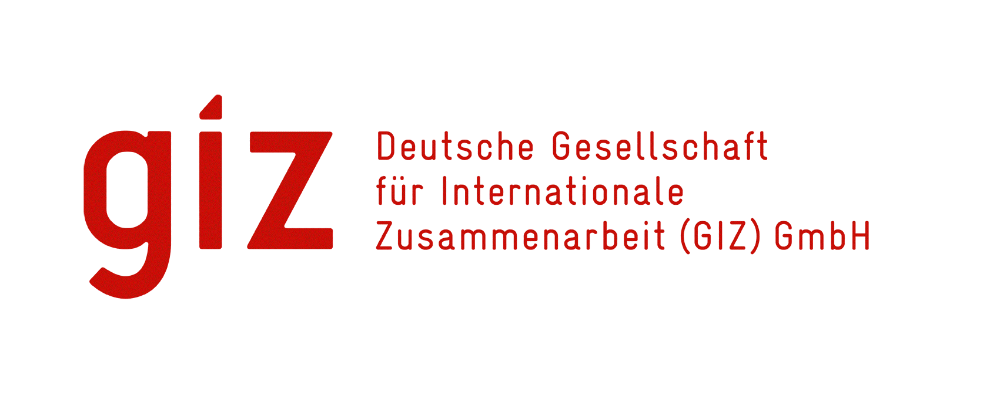 giz
Deutsche Gesellschaft
für Internationale
Zusammenarbeit (GIZ) GmbH